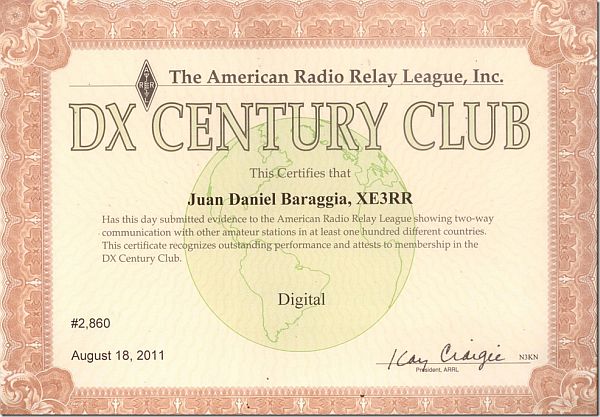 The American Radio Relay League, Inc.
DX CENTURY CLUB
This Certifies that
Juan Daniel Baraggia, XE3RR
Has this day submitted evidence to the American Radio Relay League showing two-way
communication with other amateur stations in at least one hundred different countries.
This certificate recognizes outstanding performance and attests to membership in the
DX Century Club.
Digital
#2,860
August 18, 2011
Kay Craigie N3KN
President, ARRL